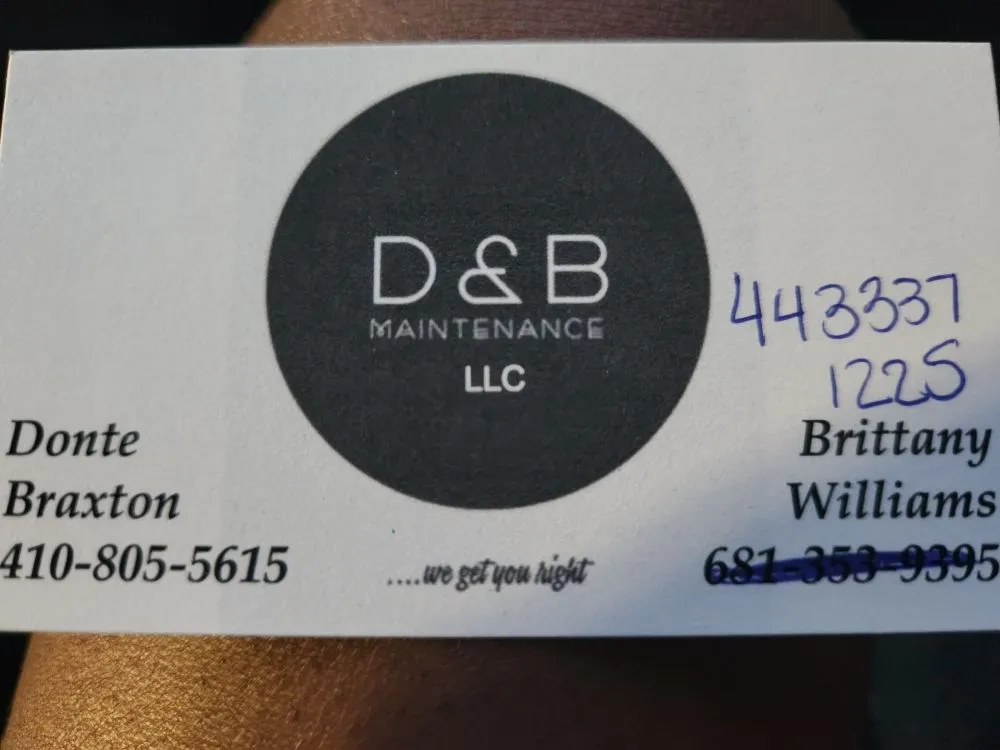 D & B
MAINTENANCE
LLC
443337
1225
Donte
Braxton
410-805-5615
....we get you right
Brittany
Williams
681-353-9395